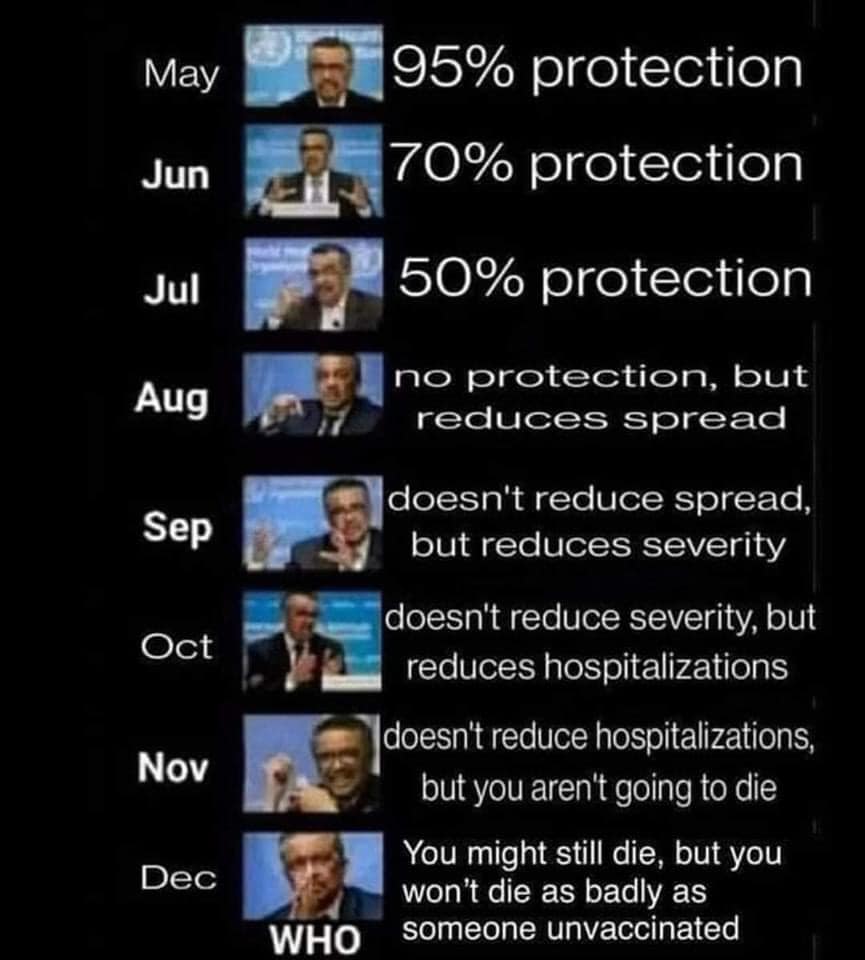 May
95% protection
Jun
70% protection
Jul
50% protection
Aug
no protection, but
reduces spread
Sep
doesn't reduce spread,
but reduces severity
Oct
doesn't reduce severity, but
reduces hospitalizations
Nov
doesn't reduce hospitalizations,
but you aren't going to die
Dec
You might still die, but you
won't die as badly as
someone unvaccinated
WHO